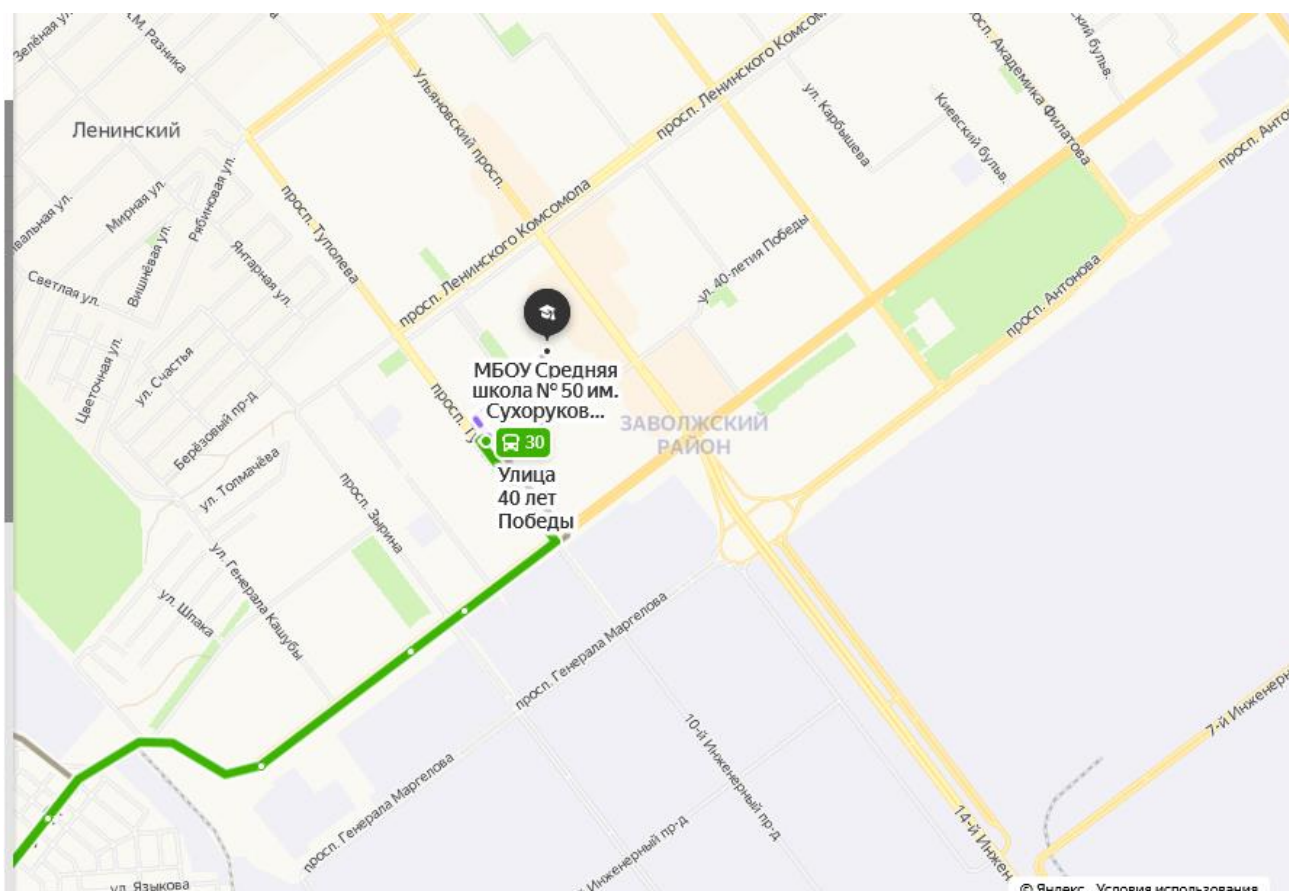 Зелёная ул.
М. Разника
Ленинский
Мирная ул.
Рябиновая ул.
Вишнёвая ул.
Янтарная ул.
Светлая ул.
Цветочная ул.
ул. Счастья
Берёзовый пр-д
ул. Толмачёва
ул. Шпака
ул. Генерала Кашубы
просп. Зырина
просп. Туполева
Ульяновский просп.
просп. Ленинского Комсомола
просп. Ленинского Комсомола
ул. Карбышева
Киевский бульв.
просп. Академика Филатова
просп. Антонова
ул. 40-летия Победы
МБОУ Средняя
школа № 50 им.
Сухоруков...
просп. Ту
30
Улица
40 лет
Победы
ЗАВОЛЖСКИЙ
РАЙОН
просп. Генерала Маргелова
просп. Генерала Маргелова
10-й Инженерный пр-д
Инженерный пр-д
14-й Инжен
7-й Инженерн
ул. Языкова
© Яндекс Условия использования